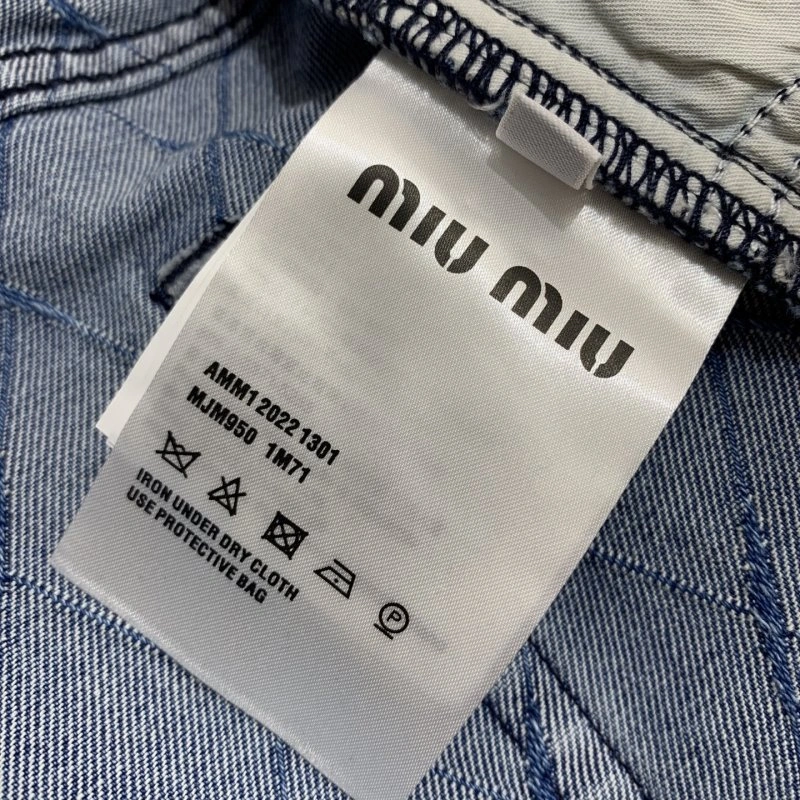 MIU MIU
AMM1 2022 1301
MJM950 1M71
IRON UNDER DRY CLOTH
USE PROTECTIVE BAG
P